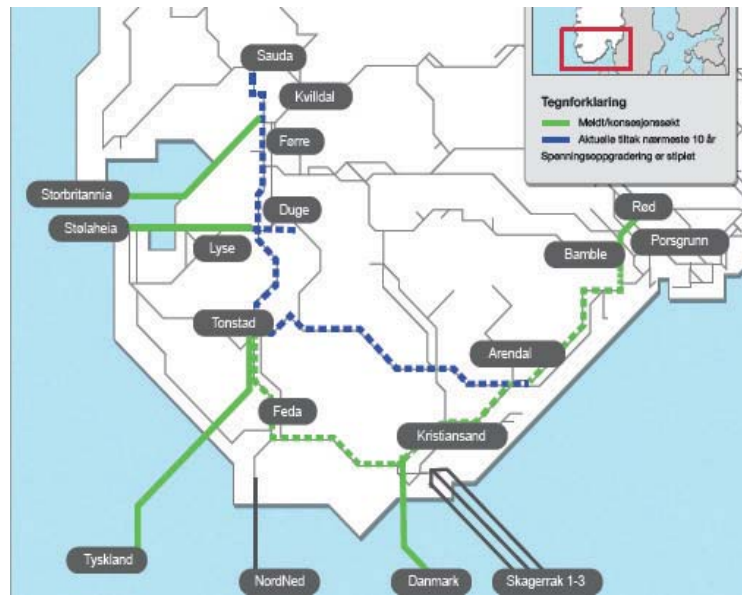 Sauda
Kvilldal
Førre
Storbritannia
Duge
Stølaheia
Lyse
Tonstad
Feda
Kristiansand
Arendal
Bamble
Rød
Porsgrunn
Tyskland
NordNed
Danmark
Skagerrak 1-3
Tegnforklaring
Meldt/konsesjonssøkt
Aktuelle tiltak nærmeste 10 år
Spenningsoppgradering er stiplet